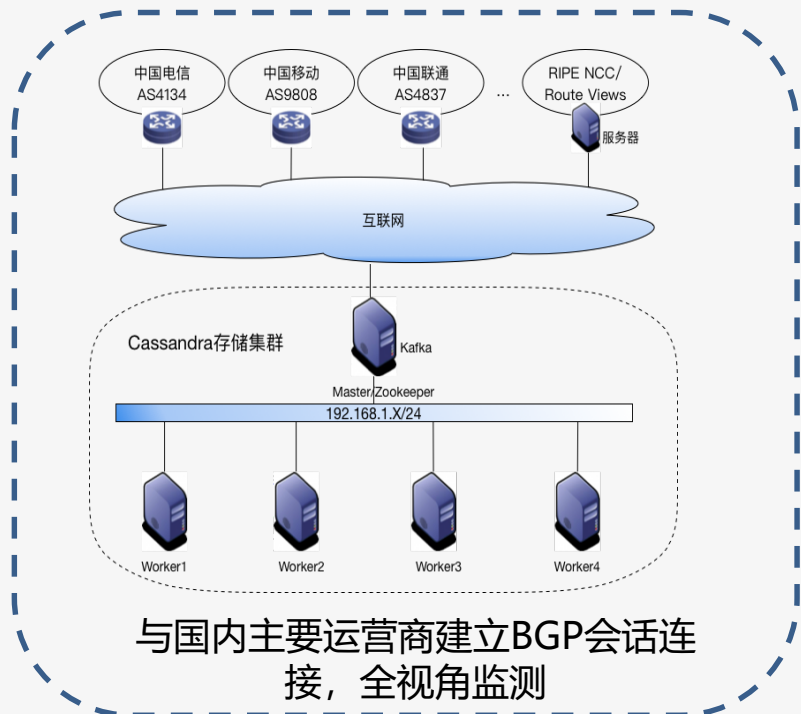 中国电信
AS4134
中国移动
AS9808
中国联通
AS4837
...
RIPE NCC/
Route Views
服务器
互联网
Cassandra存储集群
Kafka
Master/Zookeeper
192.168.1.X/24
Worker1
Worker2
Worker3
Worker4
与国内主要运营商建立BGP会话连
接，全视角监测